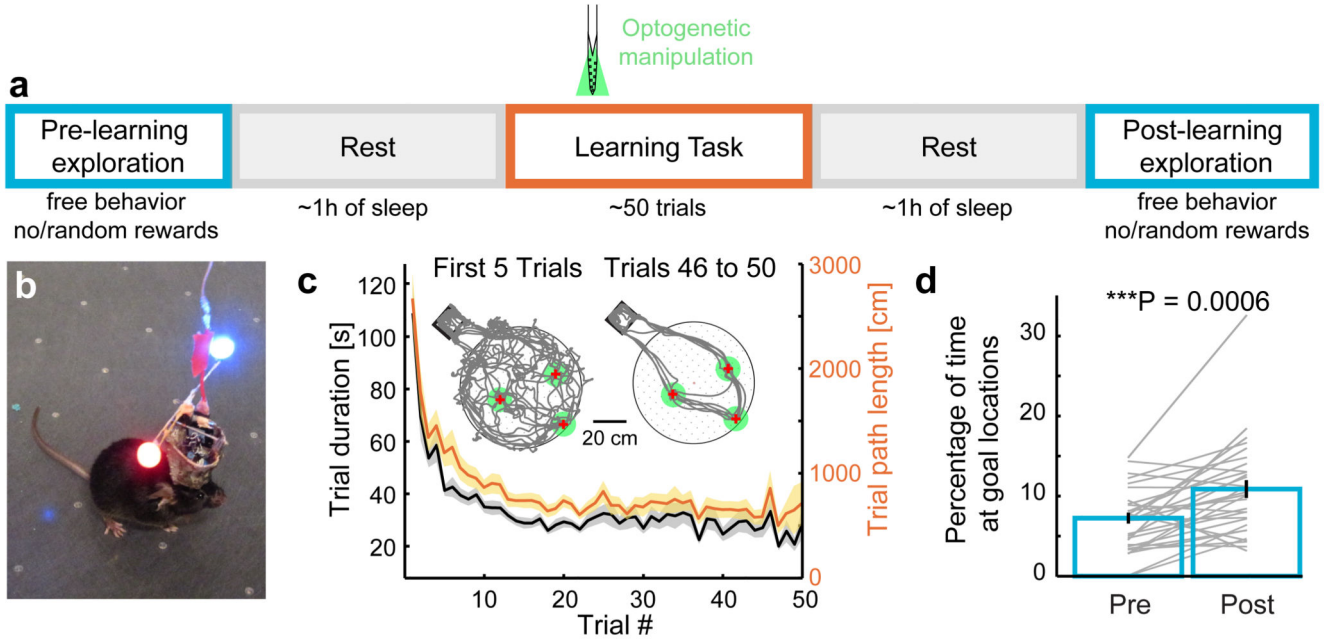 Optogenetic
manipulation
a
Pre-learning
exploration
Rest
Learning Task
Rest
Post-learning
exploration
free behavior
no/random rewards
~1h of sleep
~50 trials
~1h of sleep
free behavior
no/random rewards
b
c
First 5 Trials
Trials 46 to 50
Trial duration [s]
120
100
80
60
40
20
20 cm
3000
2000
1000
0
Trial path length [cm]
10
20
30
40
50
Trial #
d
***P = 0.0006
Percentage of time
at goal locations
30
20
10
0
Pre
Post